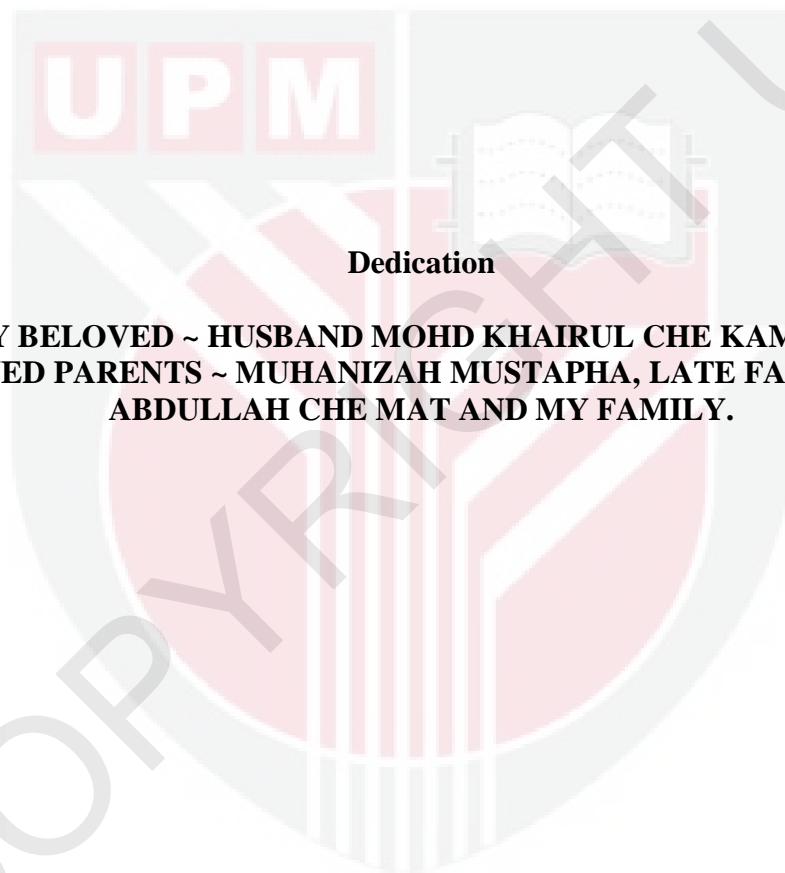 UPM
Dedication
Y BELOVED ~ HUSBAND MOHD KHAIRUL CHE KAM
ED PARENTS ~ MUHANIZAH MUSTAPHA, LATE FA
ABDULLAH CHE MAT AND MY FAMILY.
OPYRIGHT U